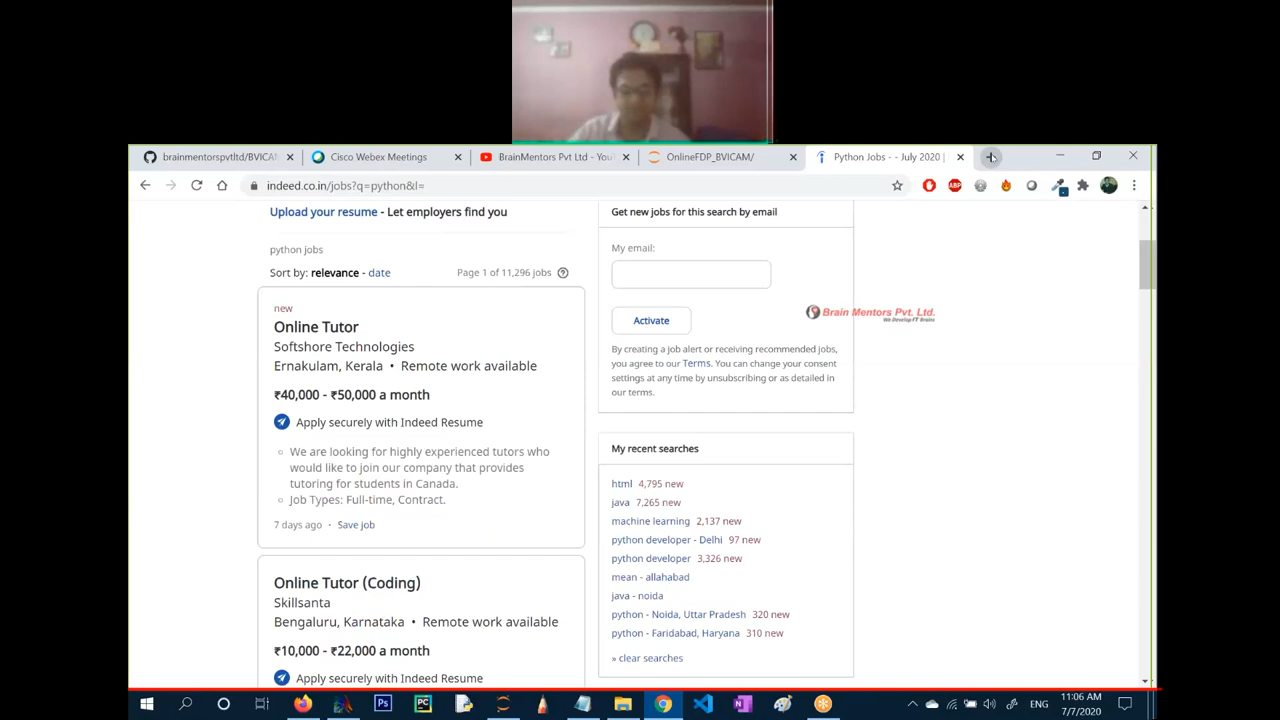 brainmentorspvtltd/BVICA
Cisco Webex Meetings
BrainMentors Pvt Ltd - You
OnlineFDP_BVICAM/
Python Jobs - - July 2020 |
indeed.co.in/jobs?q=python&l=
ABP
Upload your resume - Let employers find you
python jobs
Sort by: relevance - date
Page 1 of 11,296 jobs
new
Online Tutor
Softshore Technologies
Ernakulam, Kerala • Remote work available
₹40,000 - ₹50,000 a month
Apply securely with Indeed Resume
We are looking for highly experienced tutors who
would like to join our company that provides
tutoring for students in Canada.
Job Types: Full-time, Contract.
7 days ago · Save job
Online Tutor (Coding)
Skillsanta
Bengaluru, Karnataka • Remote work available
₹10,000 - ₹22,000 a month
Apply securely with Indeed Resume
Get new jobs for this search by email
My email:
Activate
By creating a job alert or receiving recommended jobs,
you agree to our Terms. You can change your consent
settings at any time by unsubscribing or as detailed in
our terms.
Brain Mentors Pvt. Ltd.
We Develop IT Brains
My recent searches
html 4,795 new
java 7,265 new
machine learning 2,137 new
python developer - Delhi 97 new
python developer 3,326 new
mean - allahabad
java - noida
python - Noida, Uttar Pradesh 320 new
python - Faridabad, Haryana 310 new
» clear searches
Ps
PC
N
ENG
11:06 AM
7/7/2020